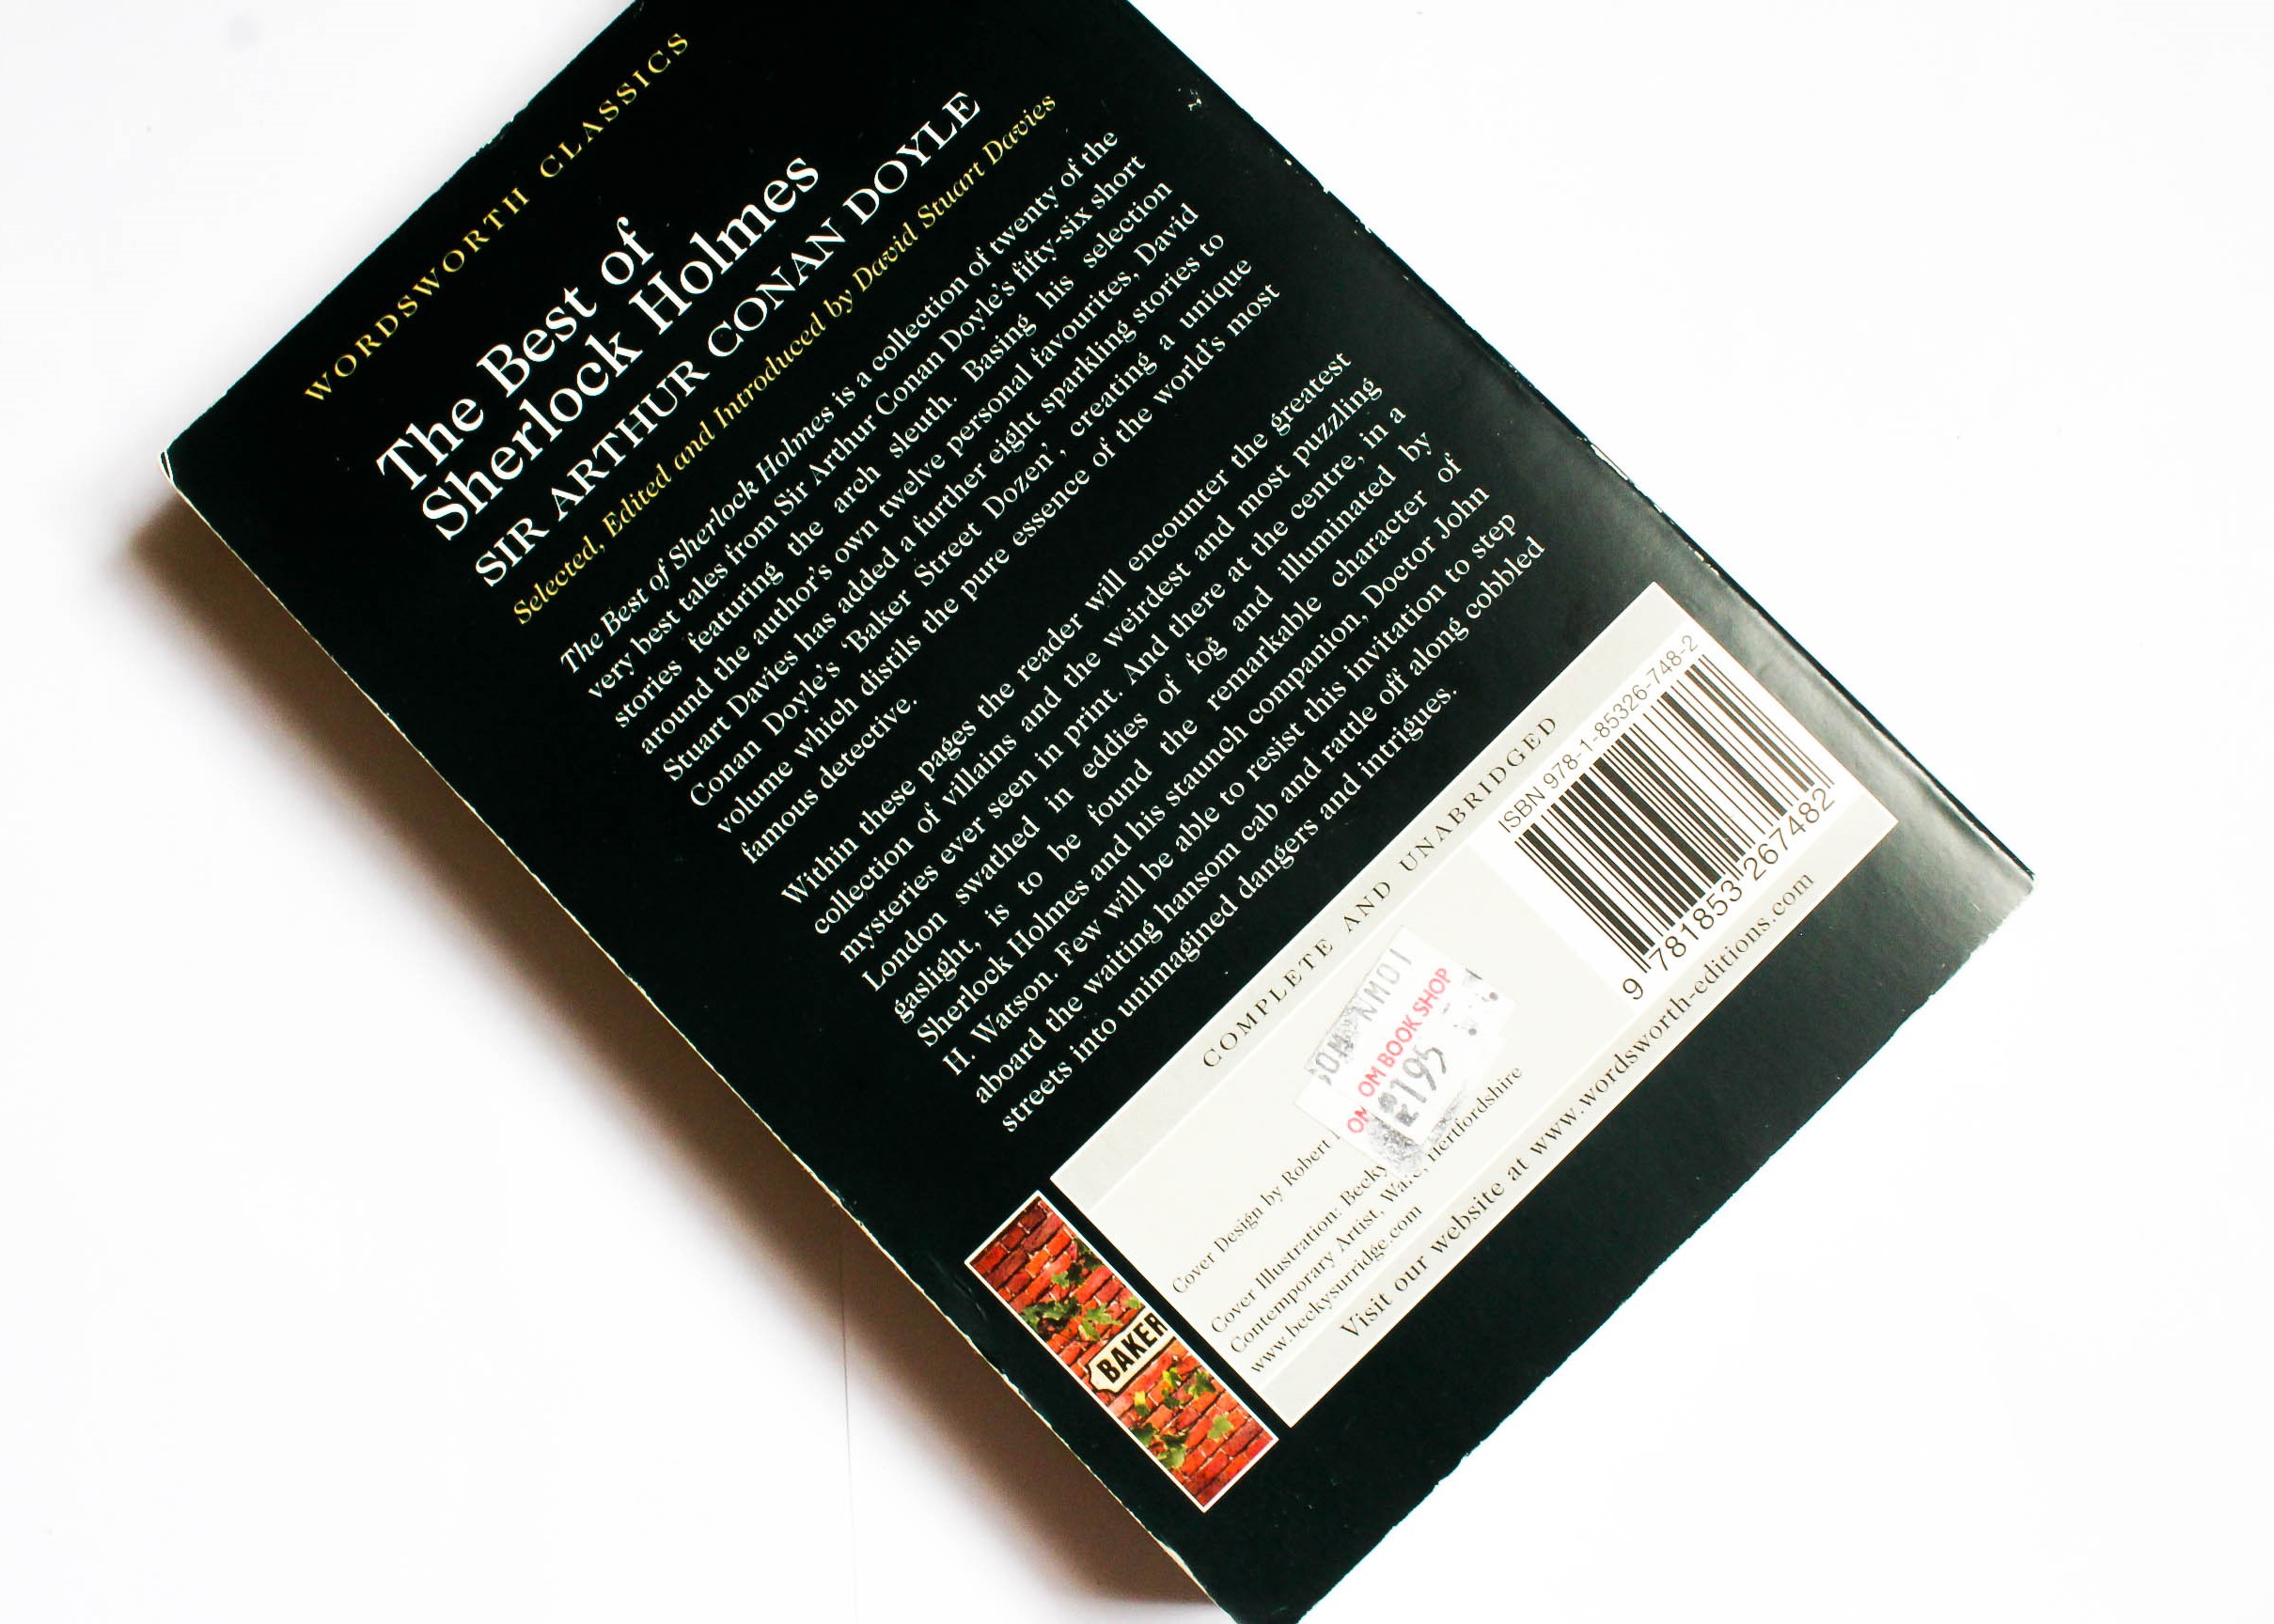 WORDSWORTH CLASSICS
The Best of
Sherlock Holmes
SIR ARTHUR CONAN DOYLE
Selected, Edited and Introduced by David Stuart Davies
The Best of Sherlock Holmes is a collection of twenty of the
very best tales from Sir Arthur Conan Doyle's fifty-six short
stories featuring the arch sleuth. Basing his selection
around the author's own twelve personal favourites, David
Stuart Davies has added a further eight sparkling stories to
Conan Doyle's 'Baker Street Dozen', creating a unique
volume which distils the pure essence of the world's most
famous detective.
Within these pages the reader will encounter the greatest
collection of villains and the weirdest and most puzzling
mysteries ever seen in print. And there at the centre, in a
London swathed in eddies of fog and illuminated by
gaslight, is to be found the remarkable character of
Sherlock Holmes and his staunch companion, Doctor John
H. Watson. Few will be able to resist this invitation to step
aboard the waiting hansom cab and rattle off along cobbled
streets into unimagined dangers and intrigues.
COMPLETE AND UNABRIDGED
ISBN 978-1-85326-748-2
9 781853 267482
OM BOOK SHOP
Cover Design by Robert
Cover Illustration: Becky
Contemporary Artist, Hertfordshire
www.beckysurridge.com
Visit our website at www.wordsworth-editions.com
BAKER